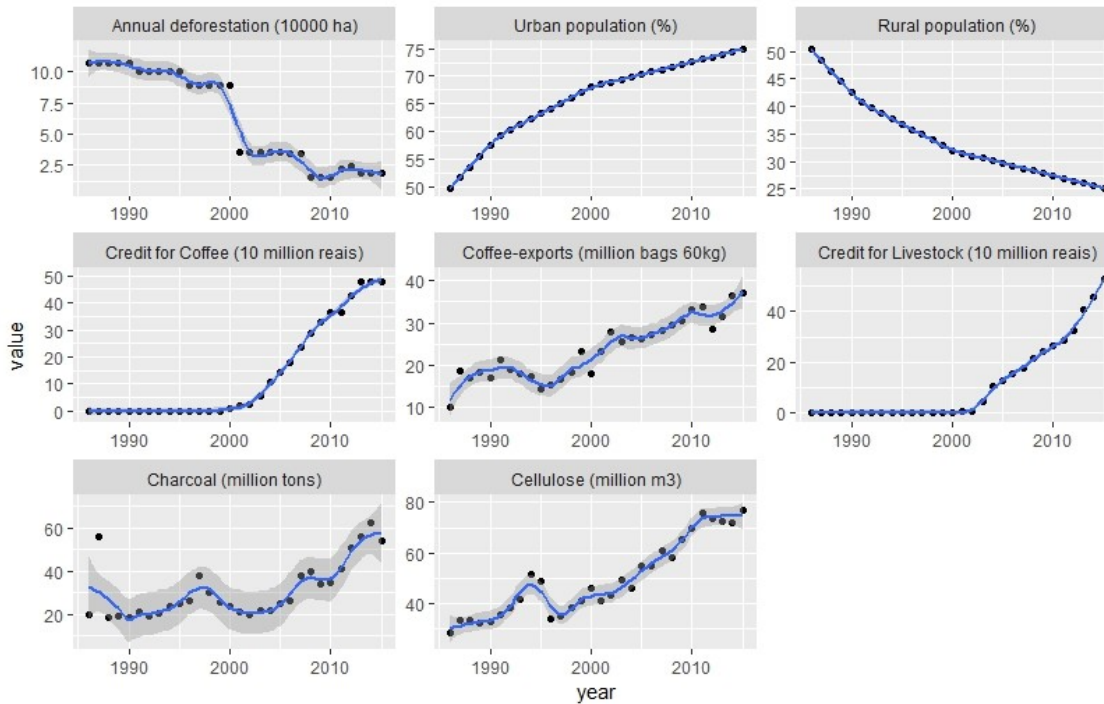 Annual deforestation (10000 ha)
Urban population (%)
Rural population (%)
10.0
7.5
5.0
2.5
1990 2000 2010
75
70
65
60
55
50
1990 2000 2010
50
45
40
35
30
25
1990 2000 2010
Credit for Coffee (10 million reais)
Coffee-exports (million bags 60kg)
Credit for Livestock (10 million reais)
value
50
40
30
20
10
0
1990 2000 2010
40
30
20
10
1990 2000 2010
40
20
0
1990 2000 2010
Charcoal (million tons)
Cellulose (million m3)
60
40
20
1990 2000 2010
80
60
40
1990 2000 2010
year